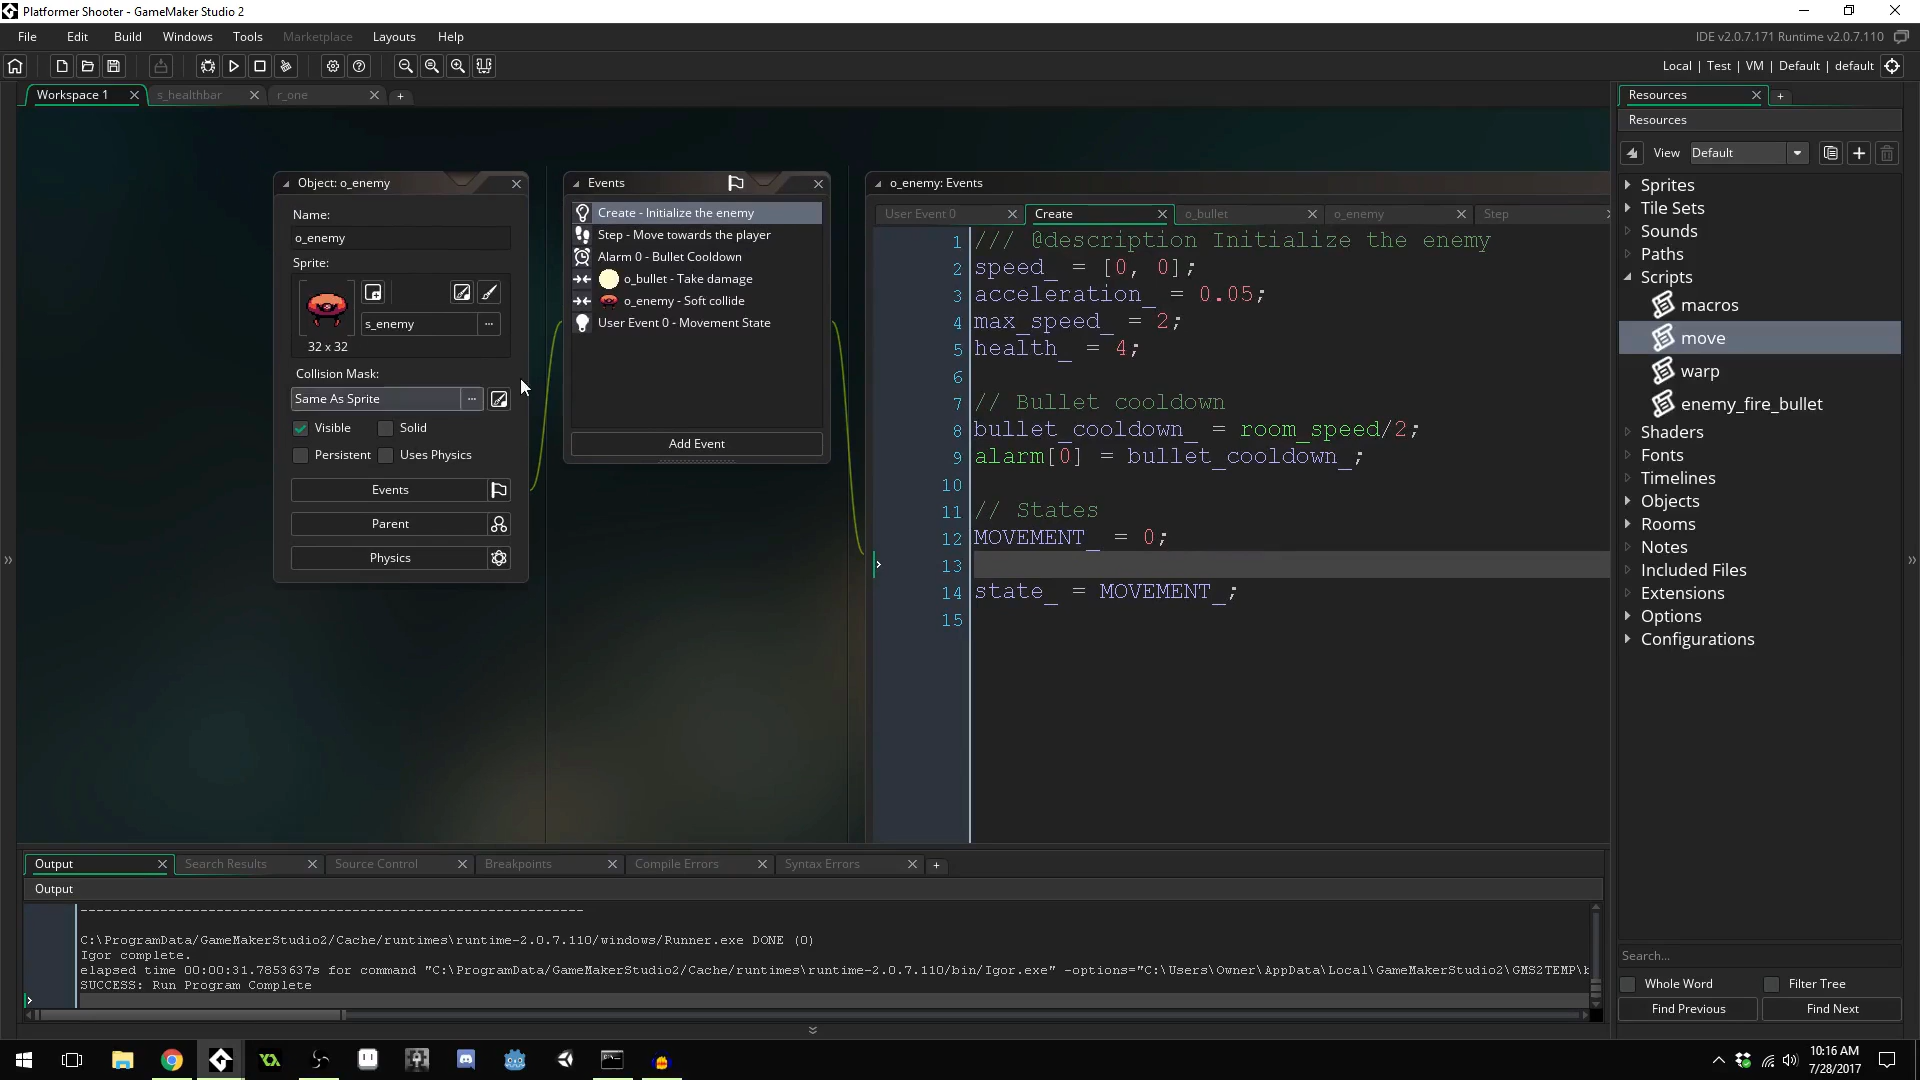 Platformer Shooter - GameMaker Studio 2
File Edit Build Windows Tools Marketplace Layouts Help
IDE v2.0.7.171 Runtime v2.0.7.110
Local | Test | VM | Default | default
Workspace 1
s_healthbar
r_one
Object: o_enemy
Name:
o_enemy
Sprite:
s_enemy
32 x 32
Collision Mask:
Same As Sprite
Visible
Solid
Persistent
Uses Physics
Events
Parent
Physics
Events
Create - Initialize the enemy
Step - Move towards the player
Alarm 0 - Bullet Cooldown
o_bullet - Take damage
o_enemy - Soft collide
User Event 0 - Movement State
Add Event
o_enemy: Events
User Event 0
Create
o_bullet
o_enemy
Step
1 /// @description Initialize the enemy
2 speed_ = [0, 0];
3 acceleration_ = 0.05;
4 max_speed_ = 2;
5 health_ = 4;
6
7 // Bullet cooldown
8 bullet_cooldown_ = room_speed/2;
9 alarm[0] = bullet_cooldown_;
10
11 // States
12 MOVEMENT_ = 0;
13
14 state_ = MOVEMENT_;
15
Resources
Resources
View Default
Sprites
Tile Sets
Sounds
Paths
Scripts
macros
move
warp
enemy_fire_bullet
Shaders
Fonts
Timelines
Objects
Rooms
Notes
Included Files
Extensions
Options
Configurations
Search...
Whole Word
Filter Tree
Find Previous
Find Next
Output
Search Results
Source Control
Breakpoints
Compile Errors
Syntax Errors
Output
C:\ProgramData/GameMakerStudio2/Cache/runtimes\runtime-2.0.7.110/windows/Runner.exe DONE (0)
Igor complete.
elapsed time 00:00:31.7853637s for command "C:\ProgramData/GameMakerStudio2/Cache/runtimes\runtime-2.0.7.110/bin/Igor.exe" -options="C:\Users\Owner\AppData\Local\GameMakerStudio2\GMS2TEMP\
SUCCESS: Run Program Complete
10:16 AM
7/28/2017